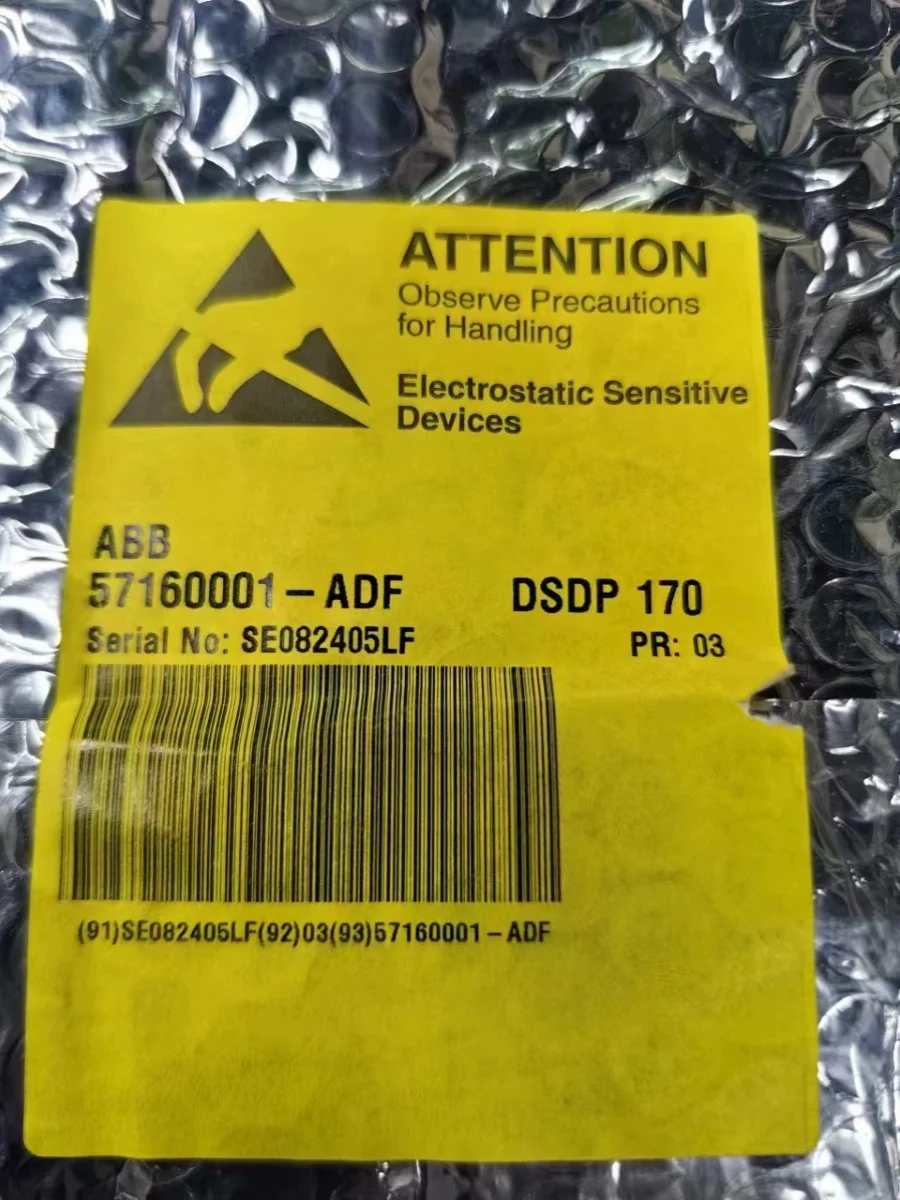 ATTENTION
Observe Precautions
for Handling
Electrostatic Sensitive
Devices
ABB
57160001-ADF DSDP 170
Serial No: SE082405LF PR: 03
(91)SE082405LF(92)03(93)57160001-ADF